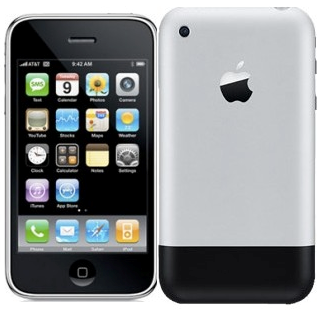 AT&T 9:42 AM
SMS Tuesday
9
Text Calendar Photos Camera
YouTube Stocks Maps Weather
Clock Calculator Notes Settings
iTunes App Store
Phone Mail Safari iPod